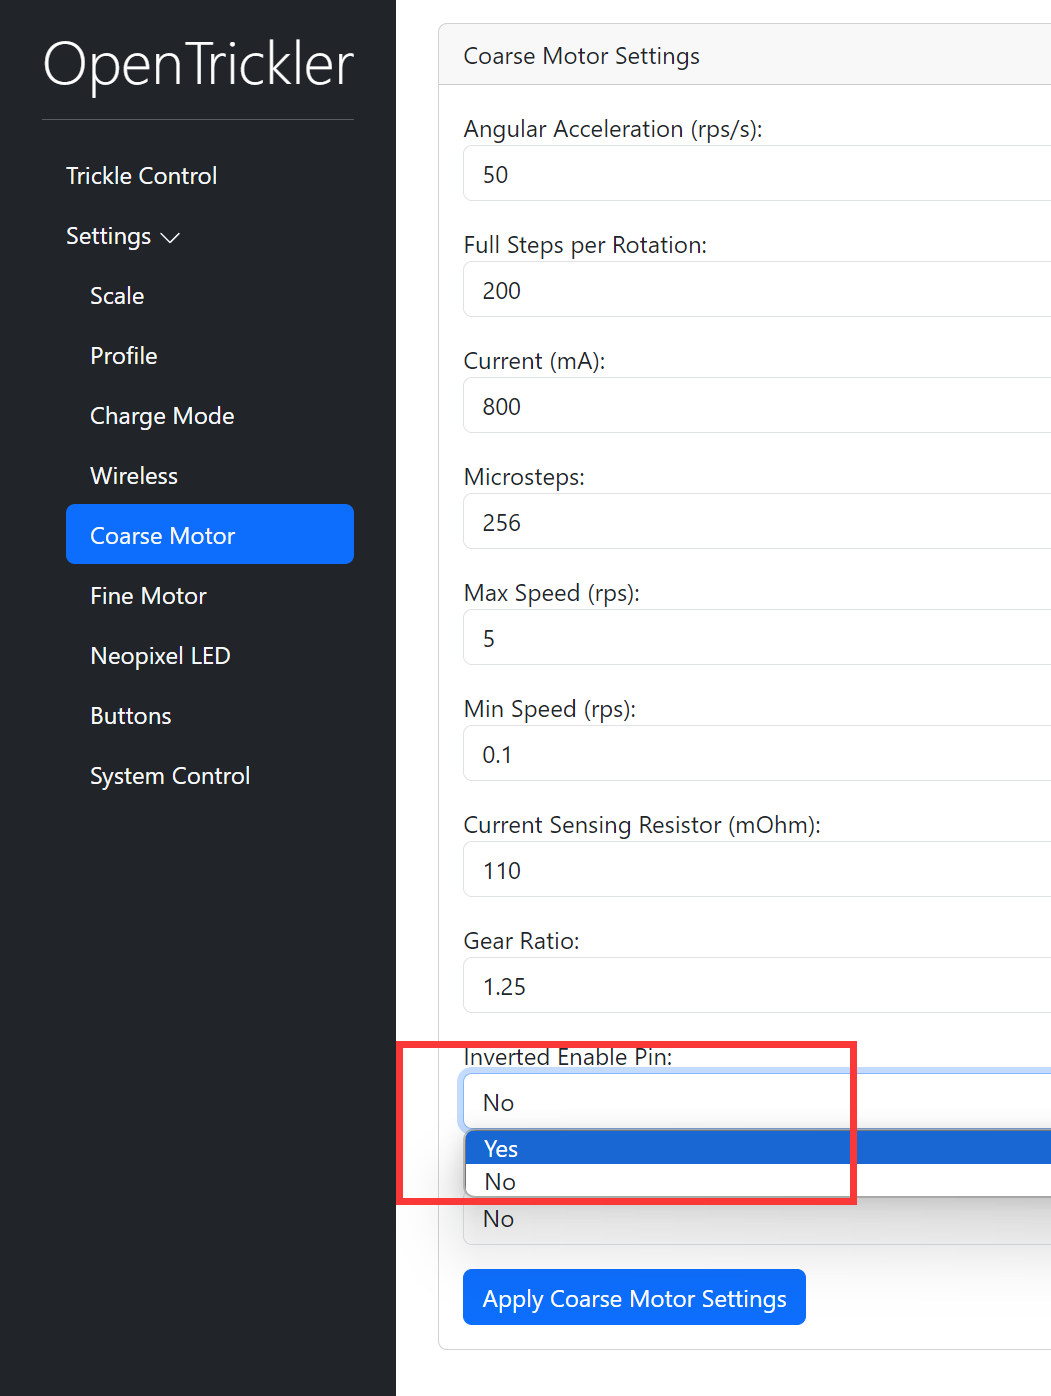 OpenTrickler
Trickle Control
Settings
Scale
Profile
Charge Mode
Wireless
Coarse Motor
Fine Motor
Neopixel LED
Buttons
System Control
Coarse Motor Settings
Angular Acceleration (rps/s):
50
Full Steps per Rotation:
200
Current (mA):
800
Microsteps:
256
Max Speed (rps):
5
Min Speed (rps):
0.1
Current Sensing Resistor (mOhm):
110
Gear Ratio:
1.25
Inverted Enable Pin:
No
Yes
No
No
Apply Coarse Motor Settings